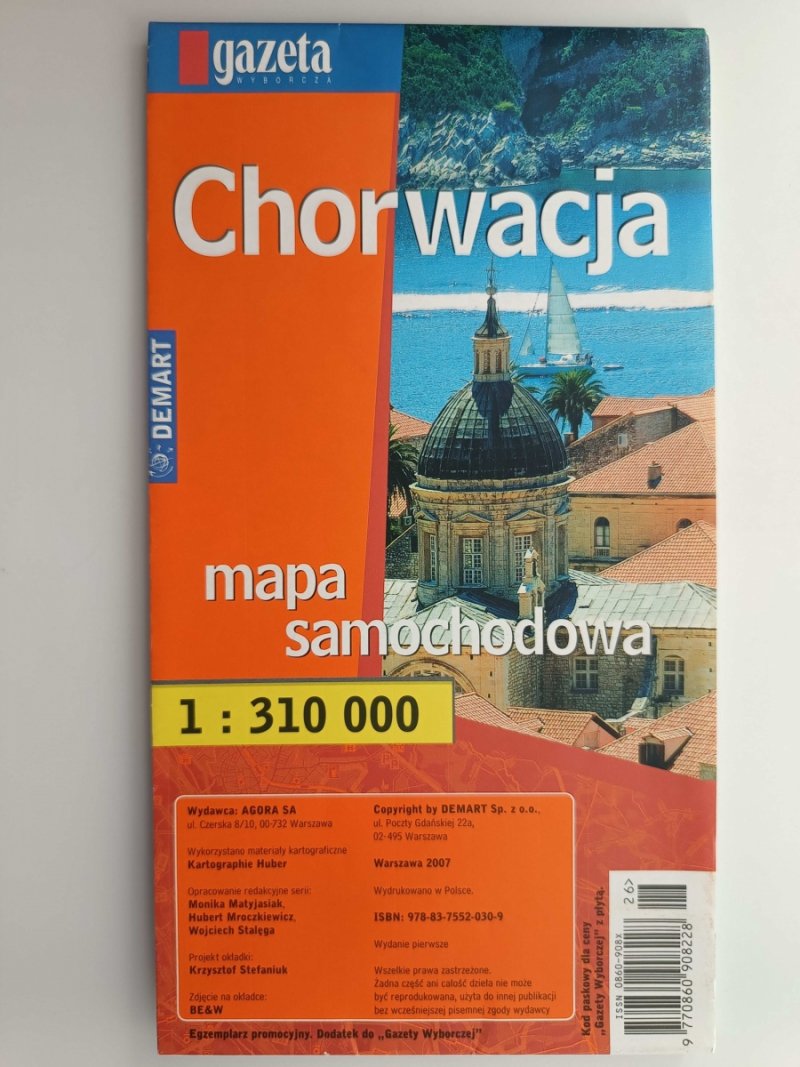 gazeta
WYBORCZA
Chorwacja
DEMART
mapa
samochodowa
1 : 310 000
Wydawca: AGORA SA
ul. Czerska 8/10, 00-732 Warszawa
Wykorzystano materiały kartograficzne
Kartographie Huber
Opracowanie redakcyjne serii:
Monika Matyjasiak,
Hubert Mroczkiewicz,
Wojciech Stalęga
Projekt okładki:
Krzysztof Stefaniuk
Zdjęcie na okładce:
BE&W
Copyright by DEMART Sp. z o.o.,
ul. Poczty Gdańskiej 22a,
02-495 Warszawa
Warszawa 2007
Wydrukowano w Polsce.
ISBN: 978-83-7552-030-9
Wydanie pierwsze
Wszelkie prawa zastrzeżone.
Żadna część ani całość dzieła nie może
być reprodukowana, użyta do innej publikacji
bez wcześniejszej pisemnej zgody wydawcy
Egzemplarz promocyjny. Dodatek do „Gazety Wyborczej"
Kod paskowy dla ceny
„Gazety Wyborczej" z płytą.
ISSN 0860-908X
26>
9 770860 908228